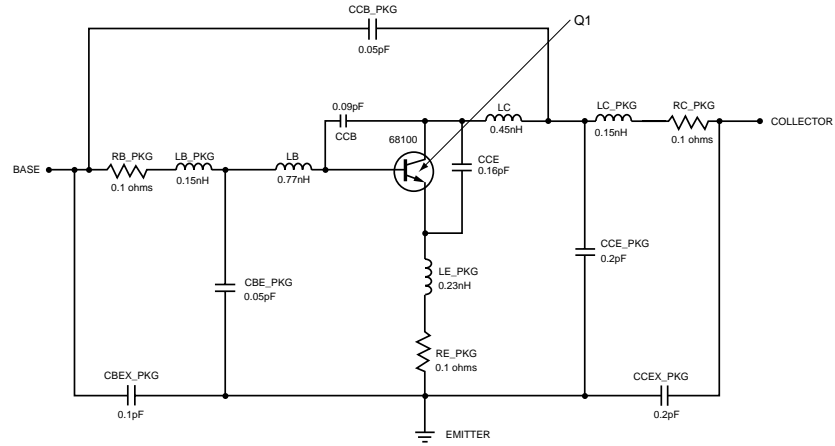 CCB_PKG
0.05pF
Q1
0.09pF
CCB
68100
LC
0.45nH
LC_PKG
0.15nH
RC_PKG
0.1 ohms
COLLECTOR
BASE
RB_PKG
0.1 ohms
LB_PKG
0.15nH
LB
0.77nH
CCE
0.16pF
CBE_PKG
0.05pF
LE_PKG
0.23nH
CCE_PKG
0.2pF
RE_PKG
0.1 ohms
CBEX_PKG
0.1pF
CCEX_PKG
0.2pF
EMITTER